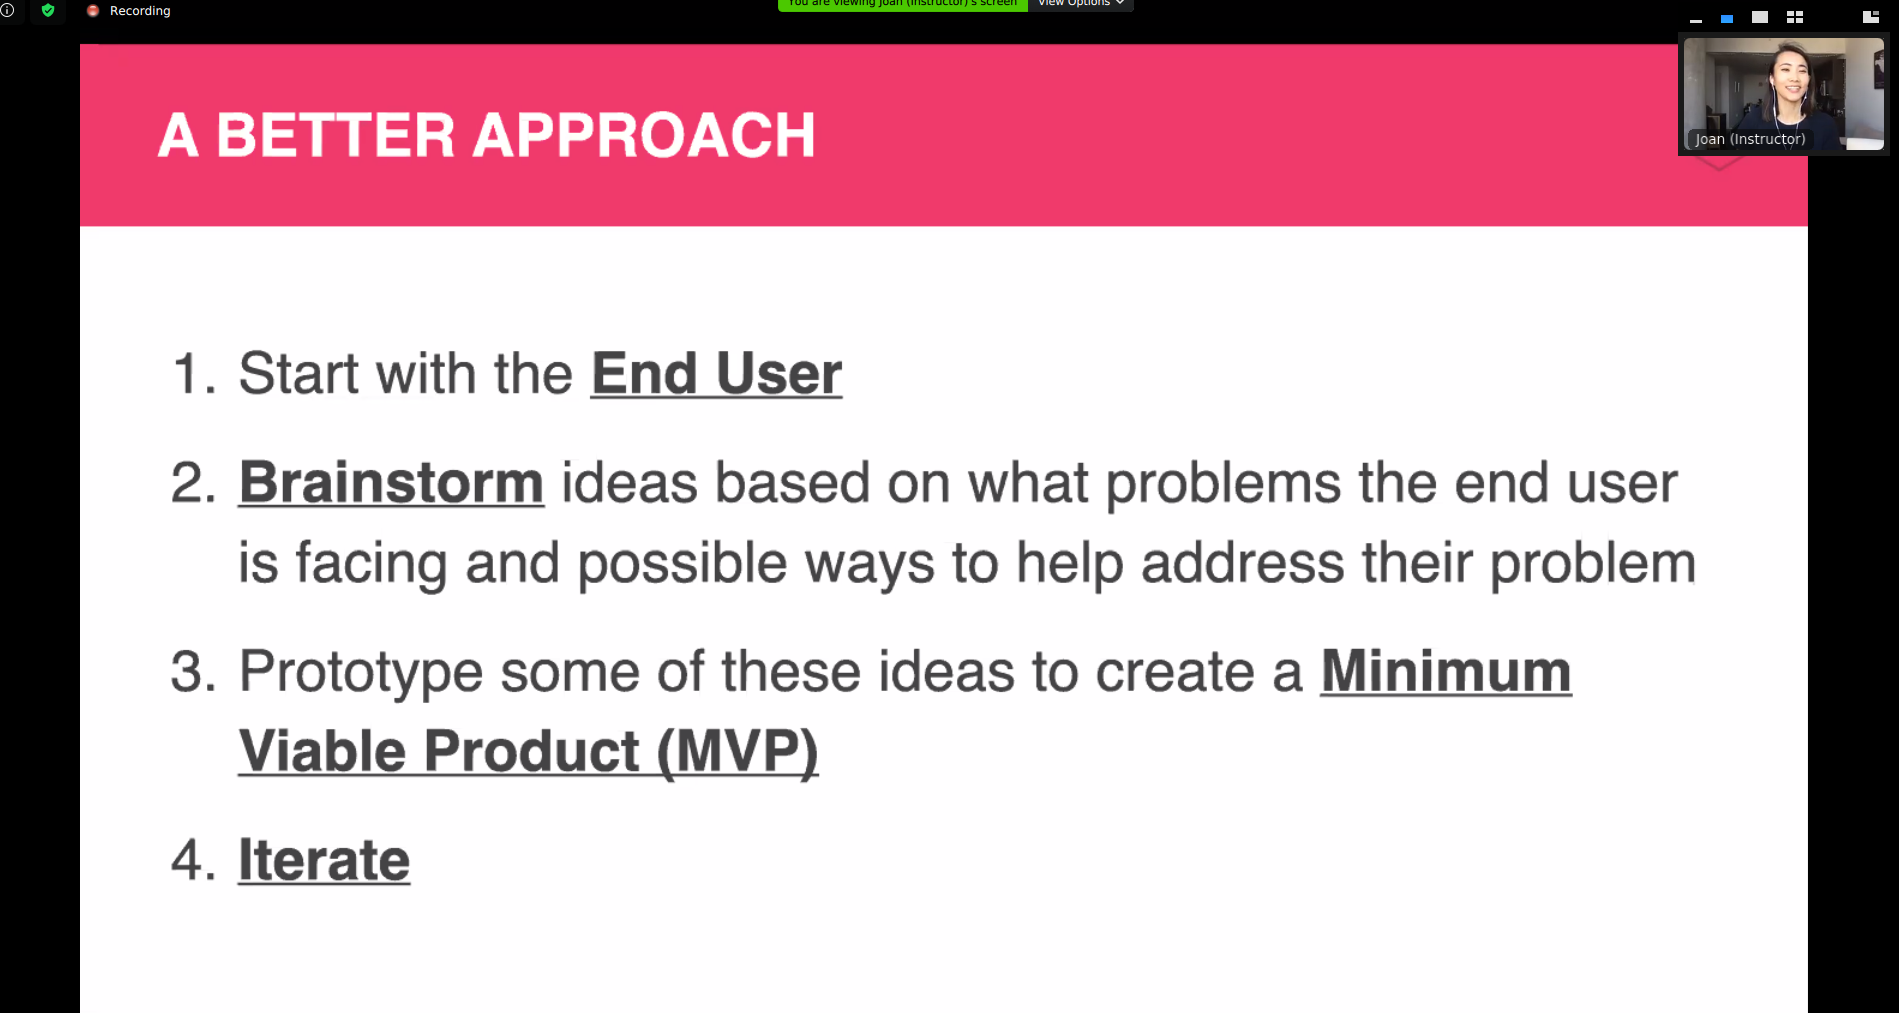 Recording
You are viewing Joan (Instructor)'s screen
View Options
Joan (Instructor)
A BETTER APPROACH
1. Start with the End User
2. Brainstorm ideas based on what problems the end user
is facing and possible ways to help address their problem
3. Prototype some of these ideas to create a Minimum
Viable Product (MVP)
4. Iterate